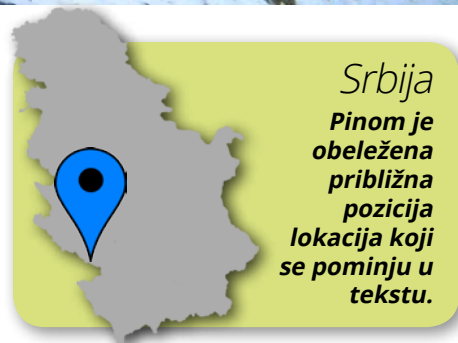 Srbija
Pinom je
obeležena
približna
pozicija
lokacija koji
se pominju u
tekstu.